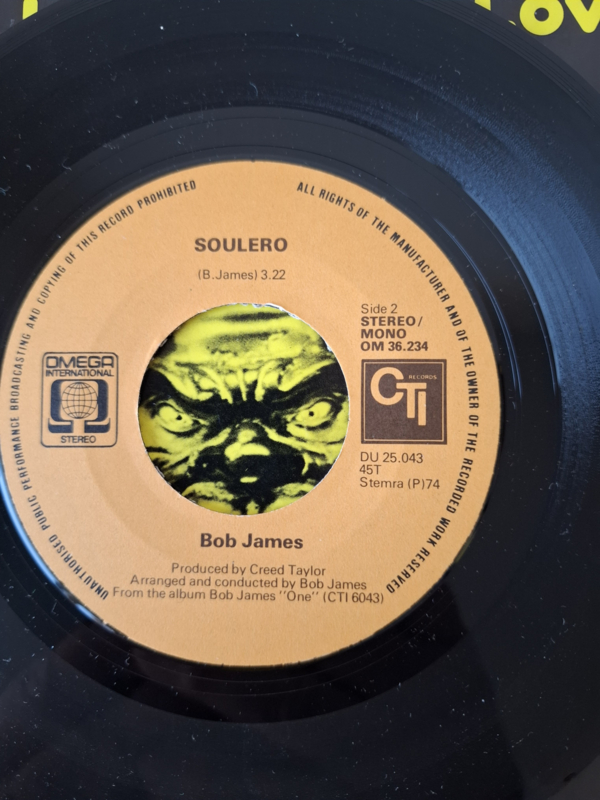 OV
UNAUTHORISED PUBLIC PERFORMANCE BROADCASTING AND COPYING OF THIS RECORD PROHIBITED
ALL RIGHTS OF THE MANUFACTURER AND OF THE OWNER OF THE RECORDED WORK RESERVED
SOULERO
(B. James) 3.22
Side 2
STEREO/
MONO
OM 36.234
OMEGA
INTERNATIONAL
STEREO
CTI RECORDS
DU 25.043
45T
Stemra (P)74
Bob James
Produced by Creed Taylor
Arranged and conducted by Bob James
From the album Bob James "One" (CTI 6043)